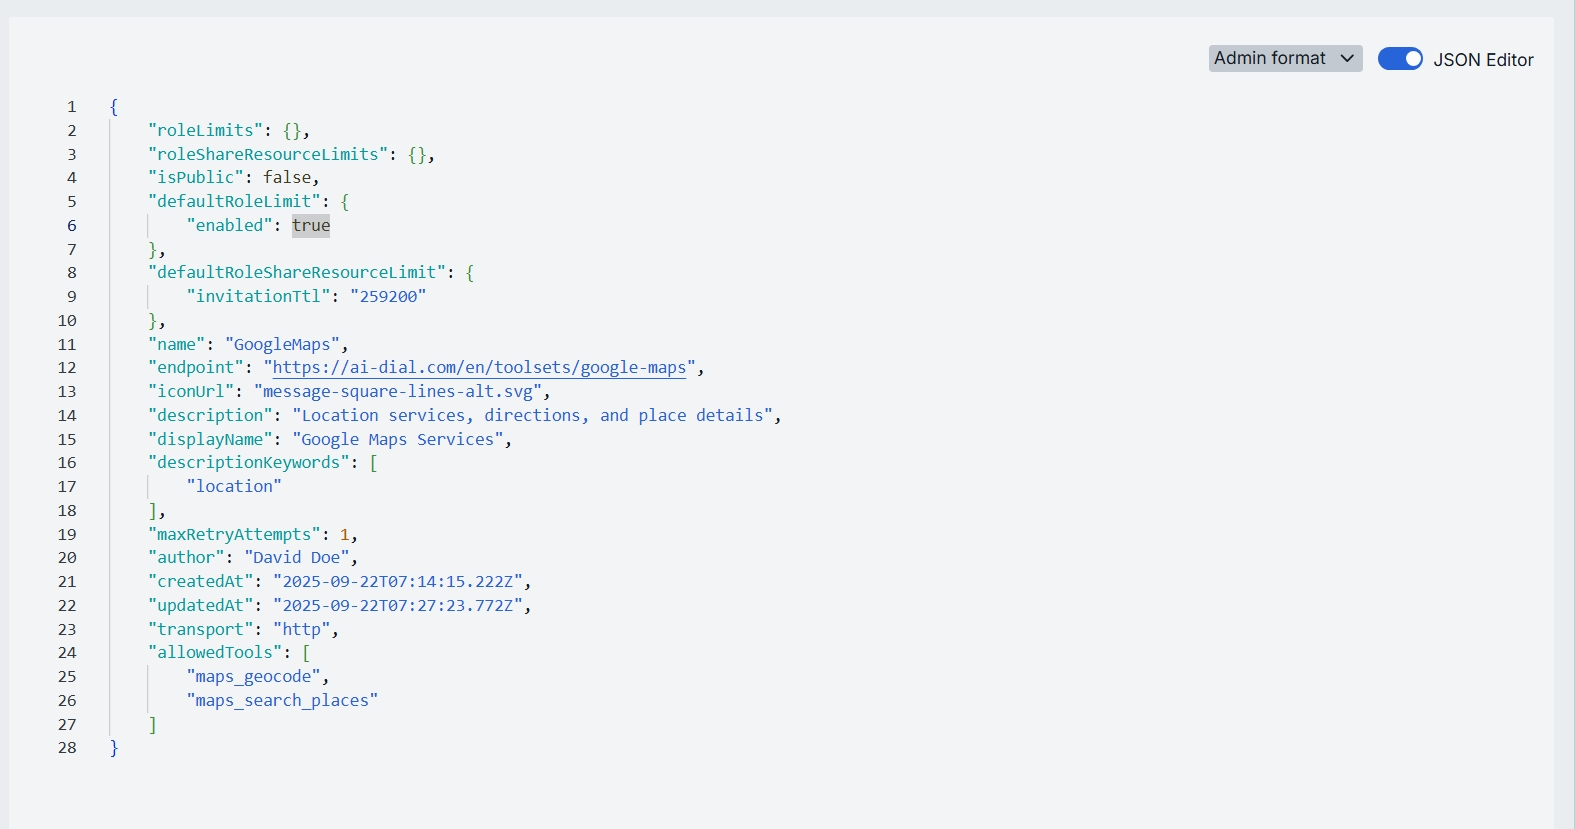 Admin format
JSON Editor
1 {
2 "roleLimits": {},
3 "roleShareResourceLimits": {},
4 "isPublic": false,
5 "defaultRoleLimit": {
6 "enabled": true
7 },
8 "defaultRoleShareResourceLimit": {
9 "invitationTtl": "259200"
10 },
11 "name": "GoogleMaps",
12 "endpoint": "https://ai-dial.com/en/toolsets/google-maps",
13 "iconUrl": "message-square-lines-alt.svg",
14 "description": "Location services, directions, and place details",
15 "displayName": "Google Maps Services",
16 "descriptionKeywords": [
17 "location"
18 ],
19 "maxRetryAttempts": 1,
20 "author": "David Doe",
21 "createdAt": "2025-09-22T07:14:15.222Z",
22 "updatedAt": "2025-09-22T07:27:23.772Z",
23 "transport": "http",
24 "allowedTools": [
25 "maps_geocode",
26 "maps_search_places"
27 ]
28 }